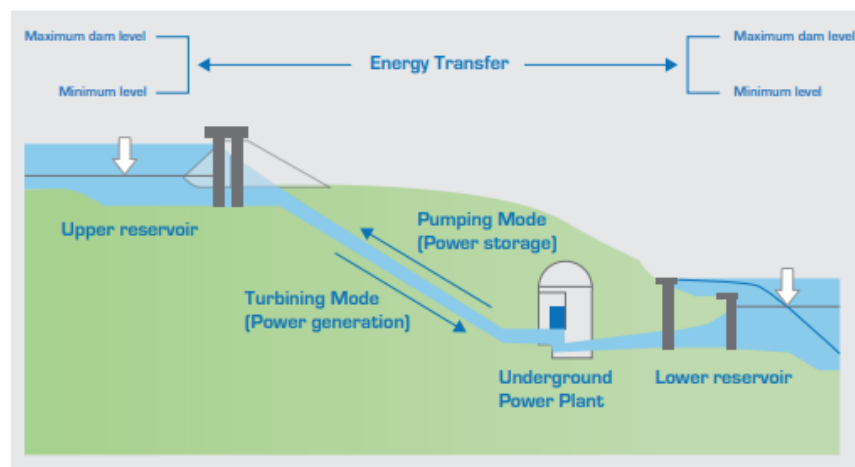 Maximum dam level
Energy Transfer
Maximum dam level
Minimum level
Minimum level
Upper reservoir
Pumping Mode
(Power storage)
Turbining Mode
(Power generation)
Underground
Power Plant
Lower reservoir